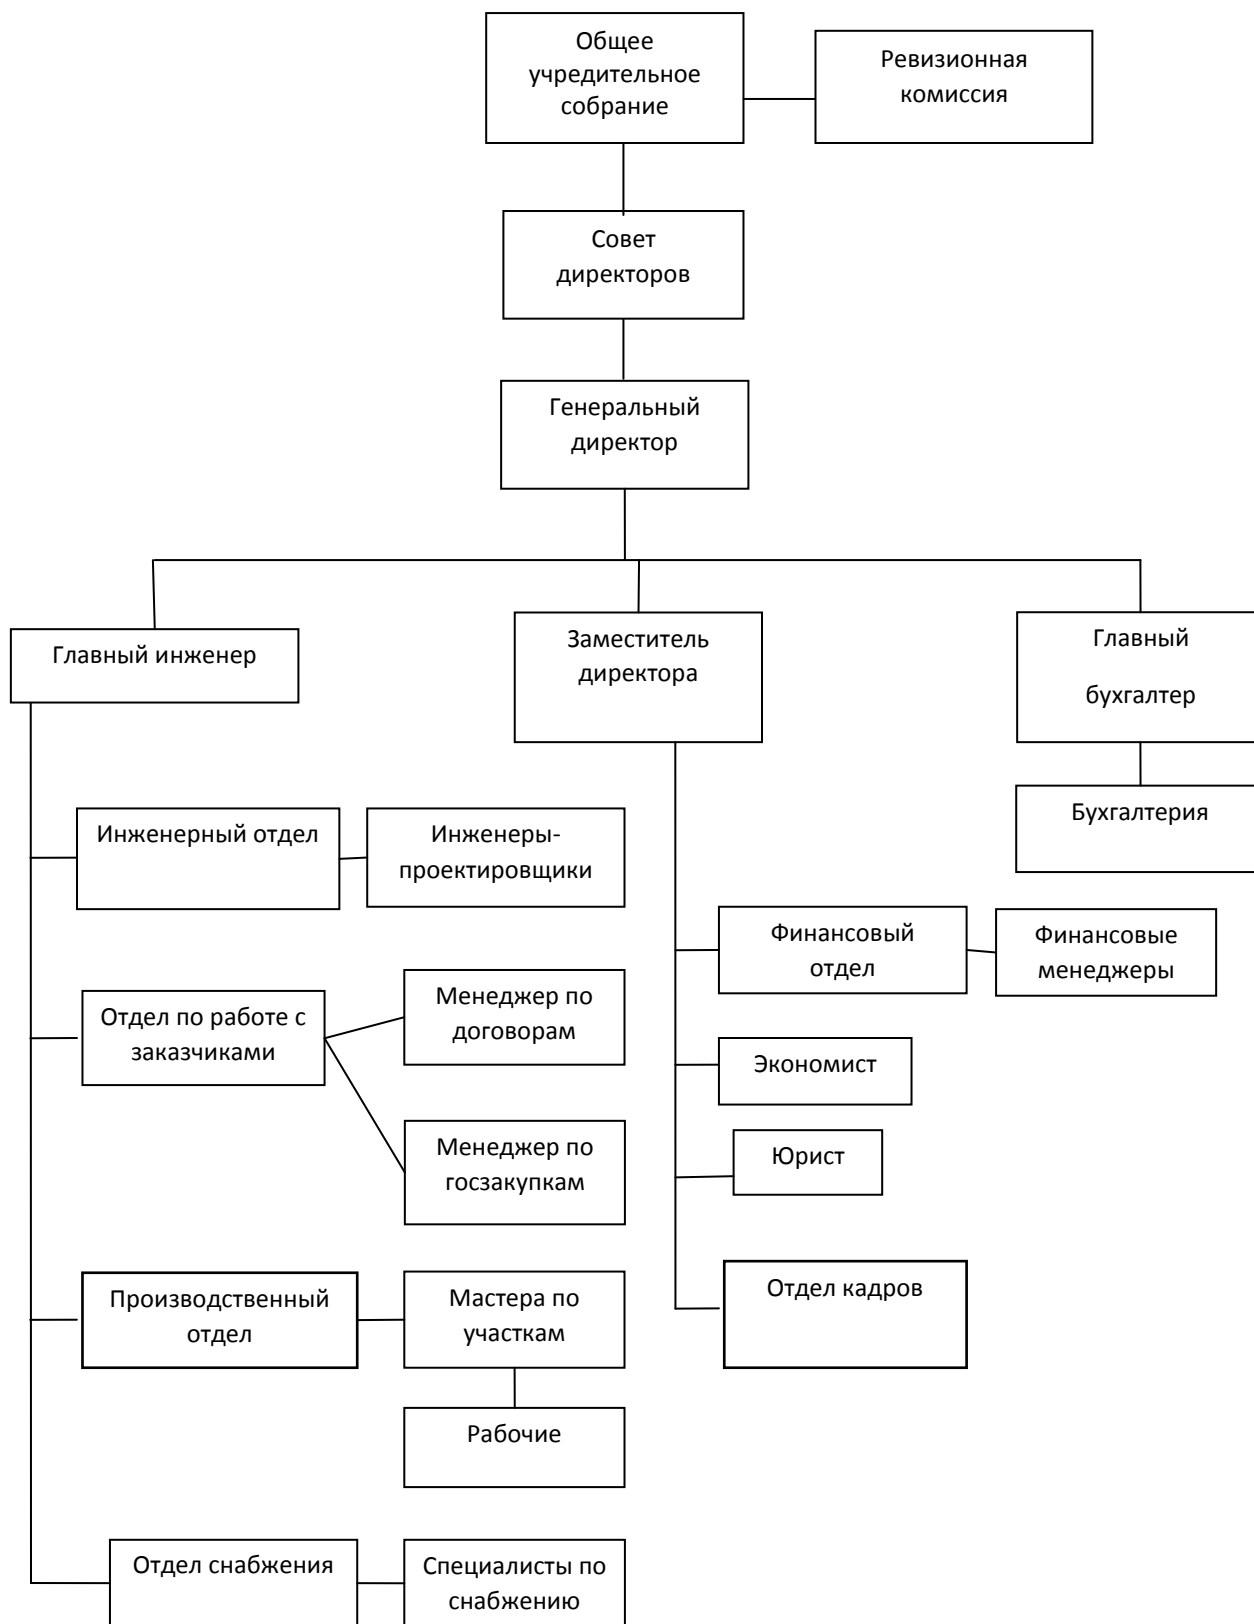 Общее
учредительное
собрание
Ревизионная
комиссия
Совет
директоров
Генеральный
директор
Главный инженер
Заместитель
директора
Главный
бухгалтер
Бухгалтерия
Инженерный отдел
Инженеры-
проектировщики
Финансовый
отдел
Финансовые
менеджеры
Отдел по работе с
заказчиками
Менеджер по
договорам
Экономист
Менеджер по
госзакупкам
Юрист
Производственный
отдел
Мастера по
участкам
Отдел кадров
Рабочие
Отдел снабжения
Специалисты по
снабжению